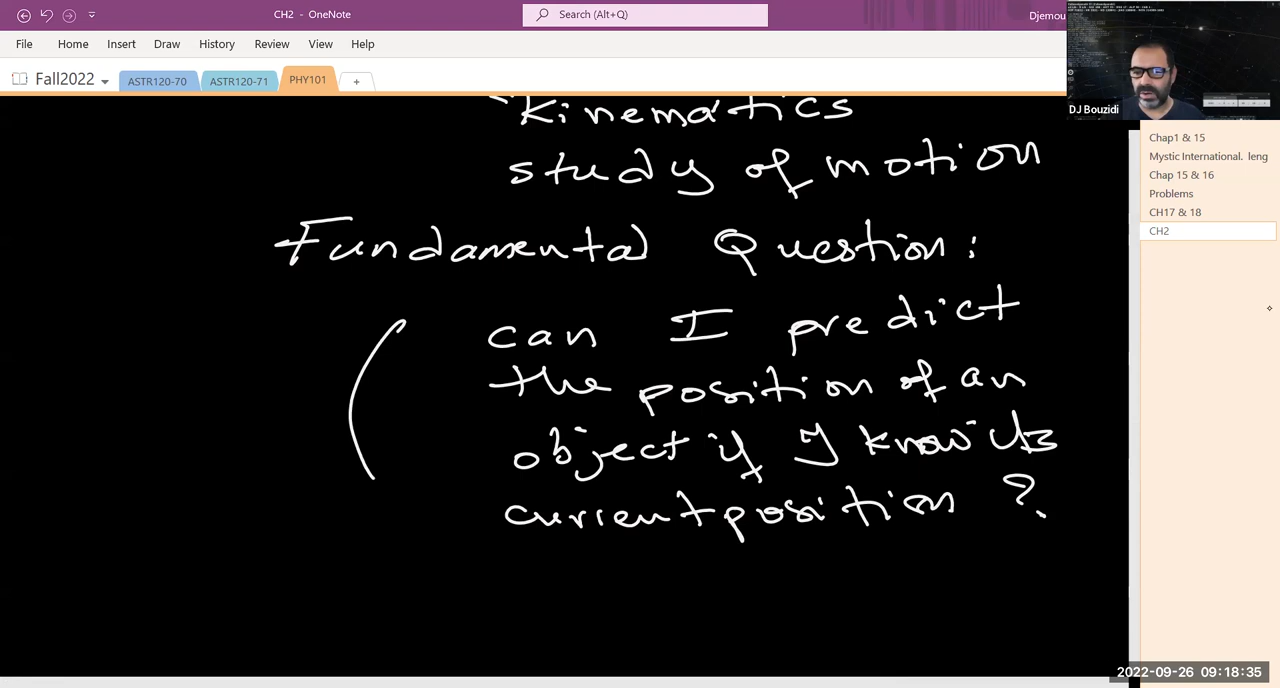 CH2 - OneNote
Search (Alt+Q)
Djemou
File Home Insert Draw History Review View Help
Fall2022 ASTR120-70 ASTR120-71 PHY101 +
DJ Bouzidi
Kinematics
study of motion
Fundamental Question:
can I predict
the position of an
object if I know its
current position ?
Chap1 & 15
Mystic International. leng
Chap 15 & 16
Problems
CH17 & 18
CH2
2022-09-26 09:18:35